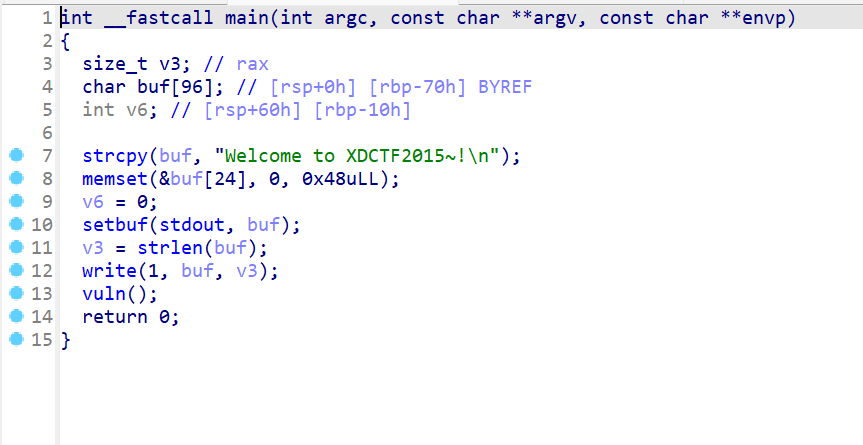 1 int __fastcall main(int argc, const char **argv, const char **envp)
2 {
3 size_t v3; // rax
4 char buf[96]; // [rsp+0h] [rbp-70h] BYREF
5 int v6; // [rsp+60h] [rbp-10h]
6
7 strcpy(buf, "Welcome to XDCTF2015~!\n");
8 memset(&buf[24], 0, 0x48uLL);
9 v6 = 0;
10 setbuf(stdout, buf);
11 v3 = strlen(buf);
12 write(1, buf, v3);
13 vuln();
14 return 0;
15 }